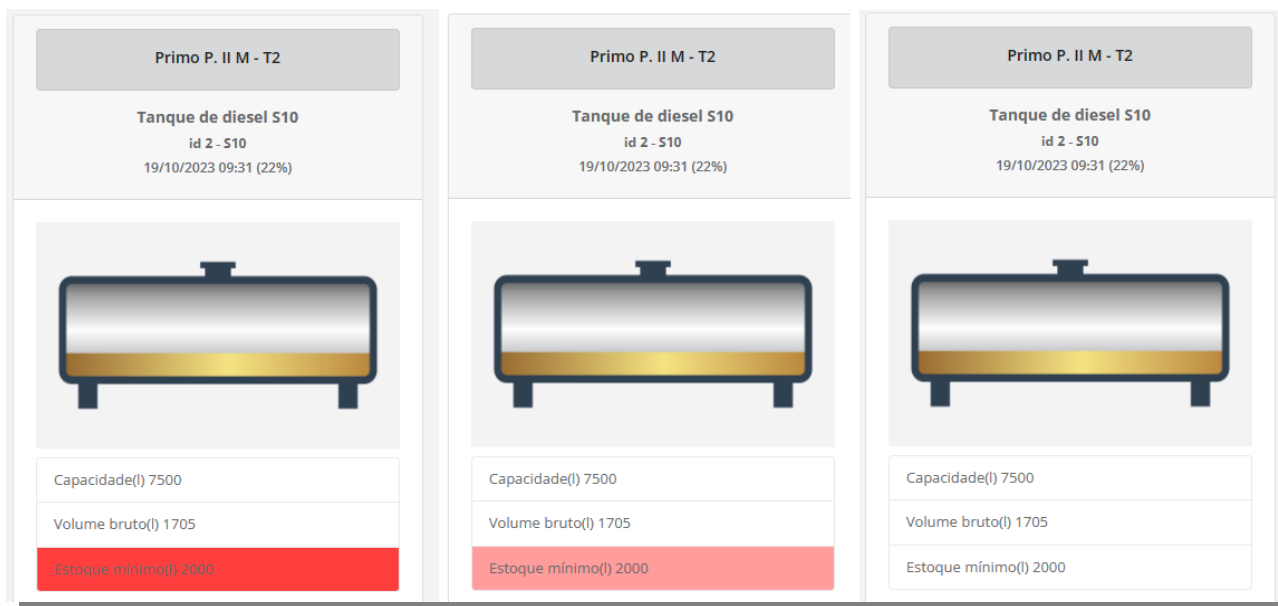 Primo P. II M - T2
Tanque de diesel S10
id 2 - S10
19/10/2023 09:31 (22%)
Capacidade(l) 7500
Volume bruto(l) 1705
Estoque mínimo(l) 2000
Primo P. II M - T2
Tanque de diesel S10
id 2 - S10
19/10/2023 09:31 (22%)
Capacidade(l) 7500
Volume bruto(l) 1705
Estoque mínimo(l) 2000
Primo P. II M - T2
Tanque de diesel S10
id 2 - S10
19/10/2023 09:31 (22%)
Capacidade(l) 7500
Volume bruto(l) 1705
Estoque mínimo(l) 2000